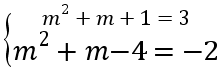 m² + m + 1 = 3
m² + m − 4 = −2